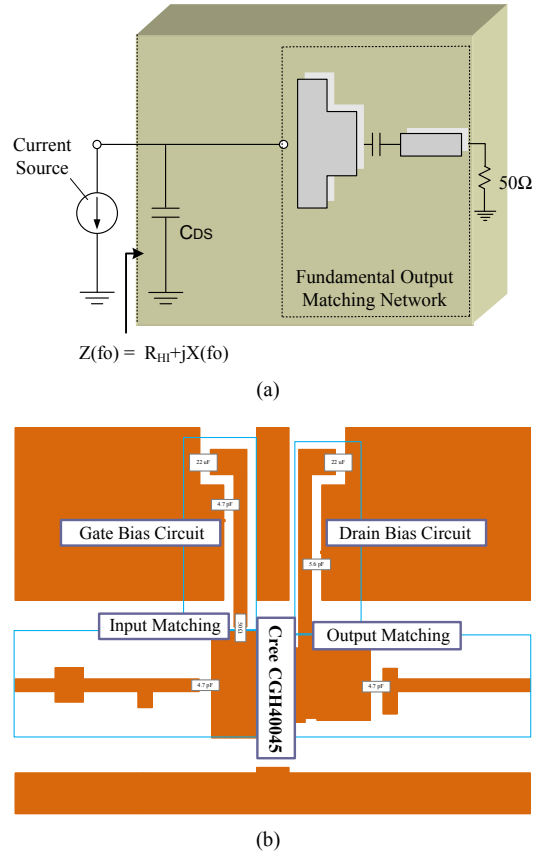 Current
Source
CDS
50Ω
Fundamental Output
Matching Network
Z(fo) = RHI+jX(fo)
(a)
22 uF
22 uF
4.7 pF
Gate Bias Circuit
Drain Bias Circuit
5.6 pF
Input Matching
50Ω
Cree CGH40045
Output Matching
4.7 pF
4.7 pF
(b)